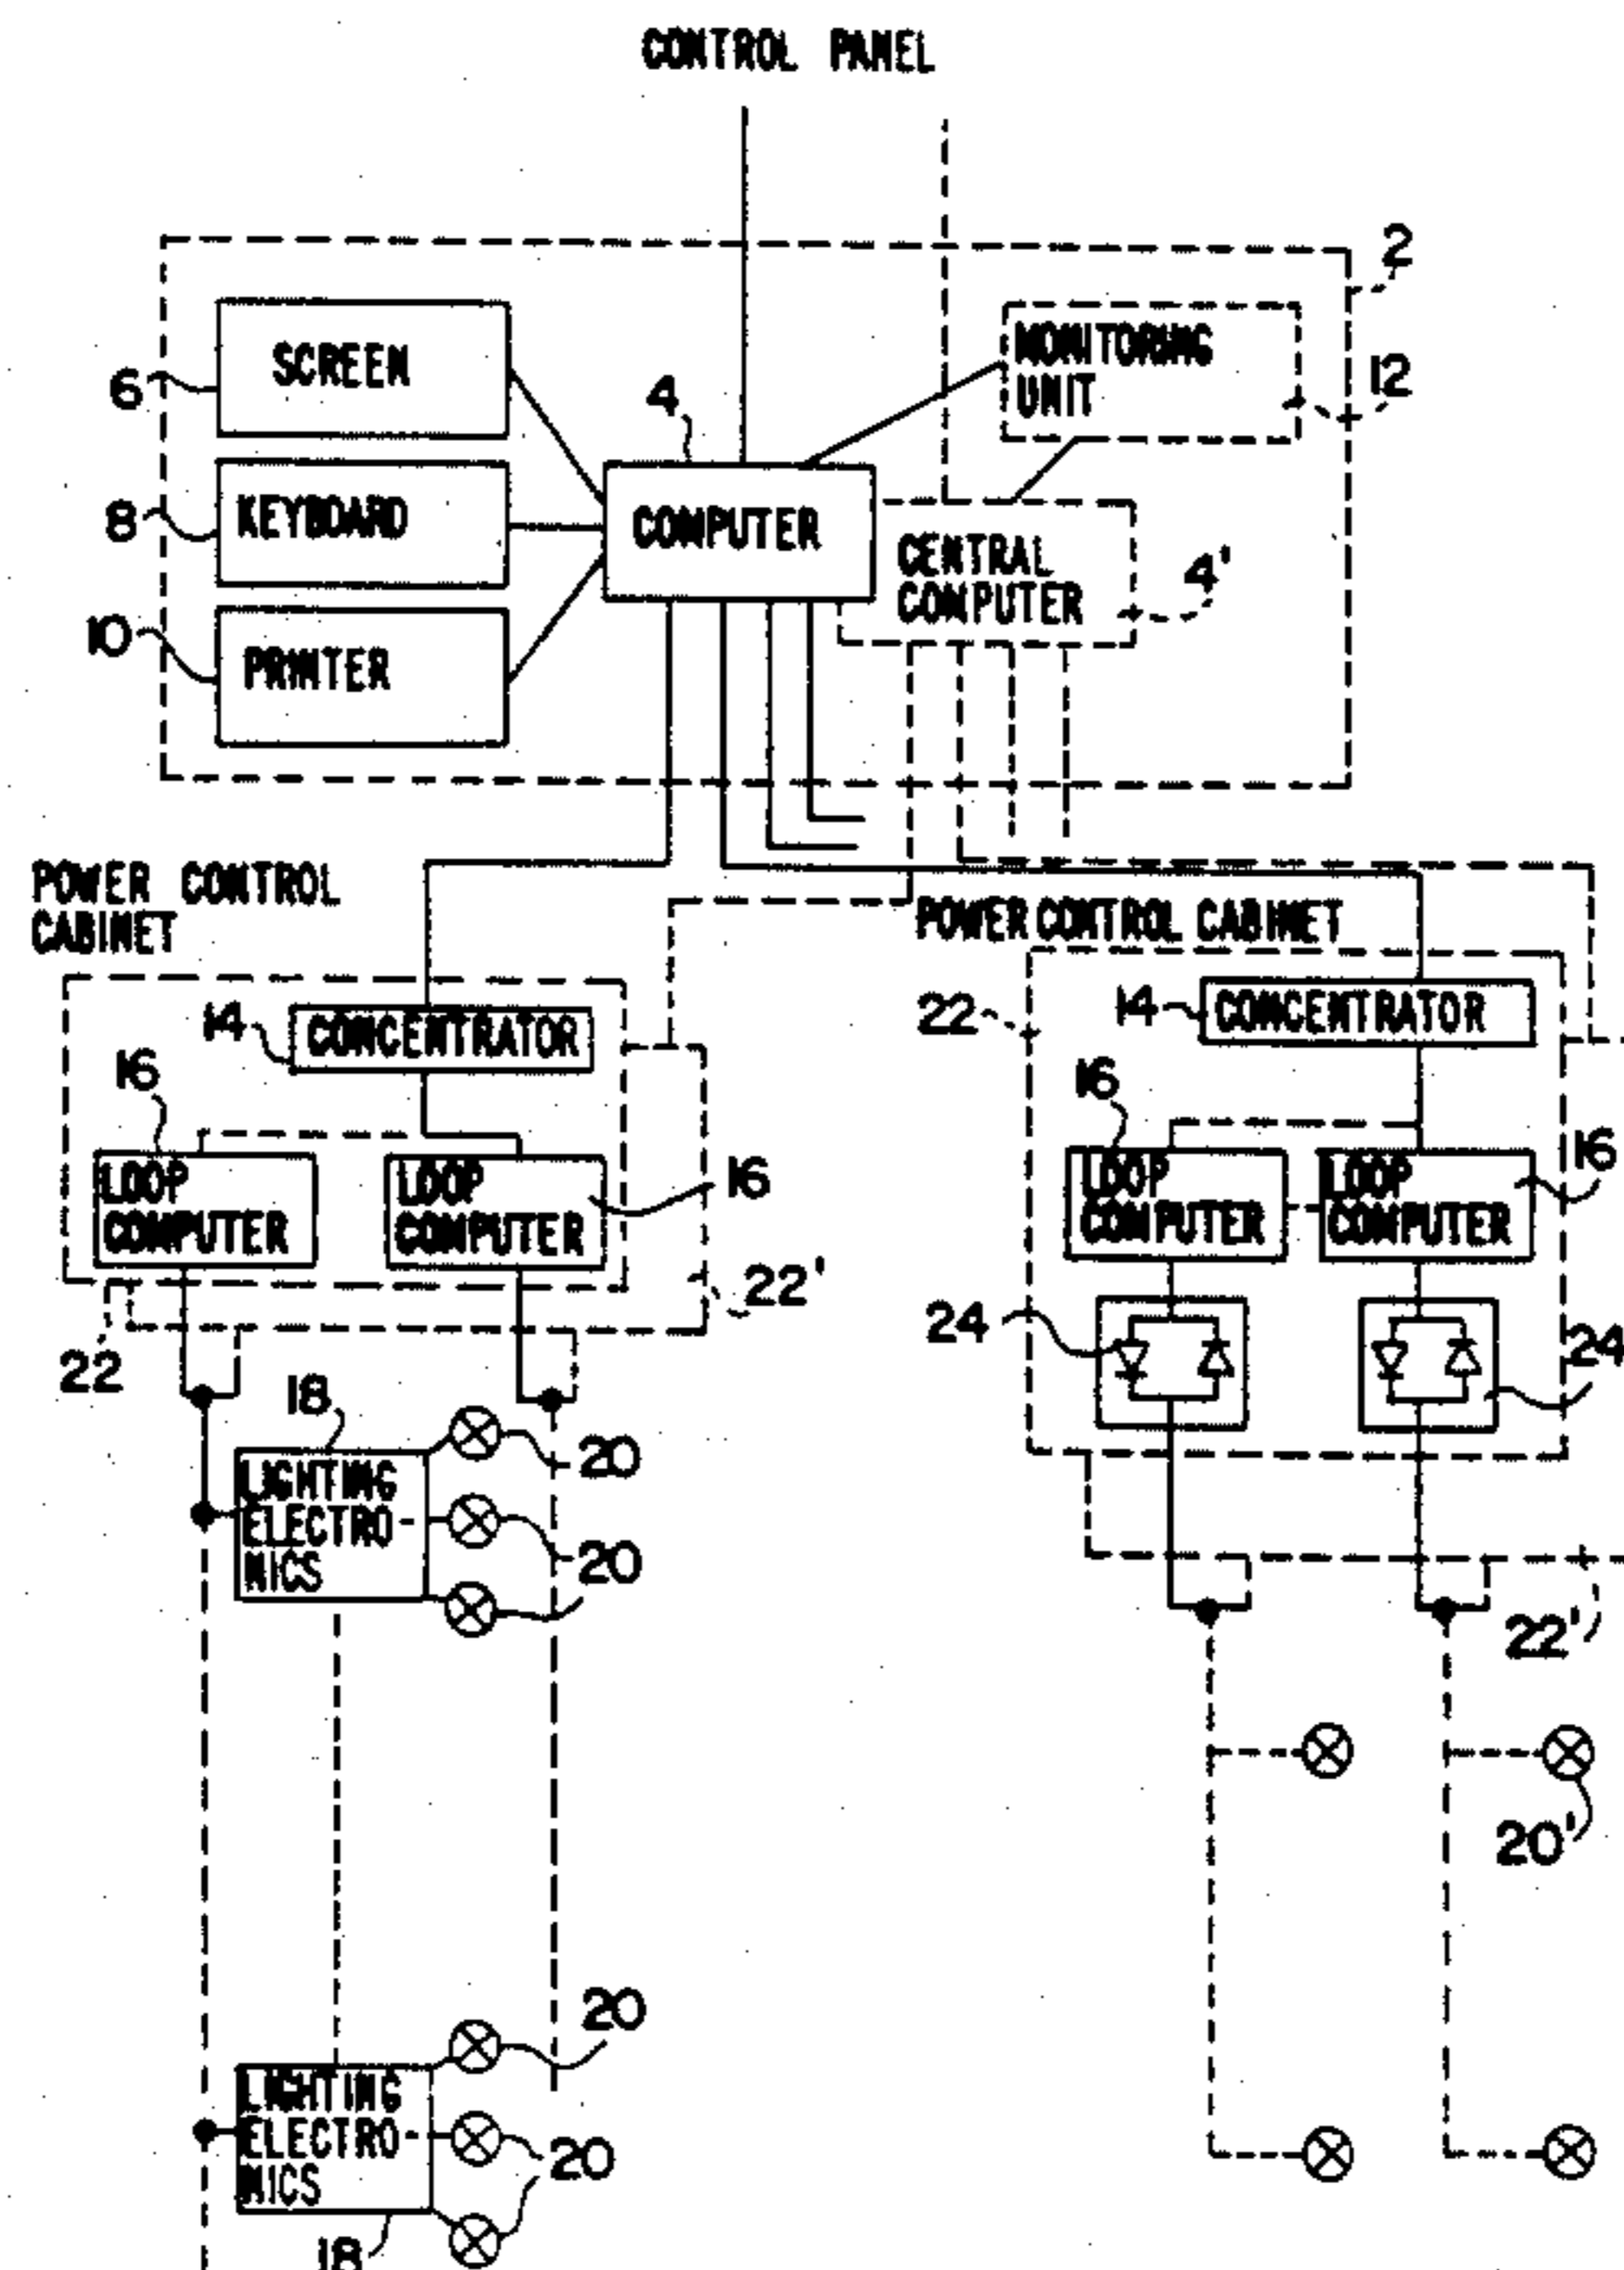 CONTROL PANEL
2
SCREEN
MONITORING
UNIT
6
4
12
KEYBOARD
COMPUTER
8
CENTRAL
COMPUTER
4'
10
PRINTER
POWER CONTROL
CABINET
POWER CONTROL CABINET
14
CONCENTRATOR
22
14
CONCENTRATOR
16
16
LOOP
COMPUTER
LOOP
COMPUTER
16
LOOP
COMPUTER
LOOP
COMPUTER
16
22'
22
24
24
18
LIGHTING
ELECTRO-
NICS
20
20
22'
20'
20
LIGHTING
ELECTRO-
NICS
20
18